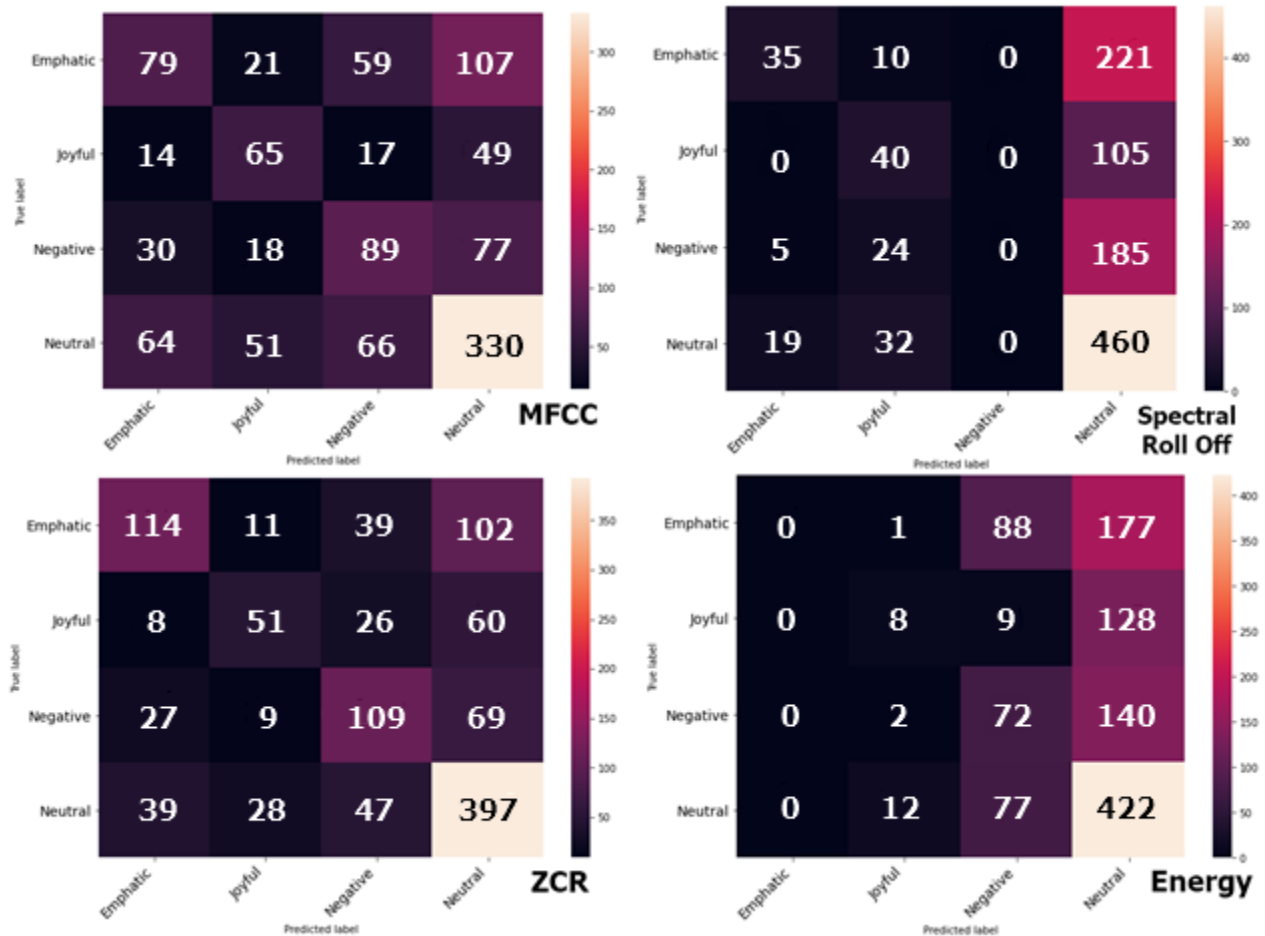 Emphatic 79 21 59 107
Joyful 14 65 17 49
Negative 30 18 89 77
Neutral 64 51 66 330
True label
Emphatic Joyful Negative Neutral
Predicted label
300
250
200
150
100
50
MFCC
Emphatic 35 10 0 221
Joyful 0 40 0 105
Negative 5 24 0 185
Neutral 19 32 0 460
True label
Emphatic Joyful Negative Neutral
Predicted label
400
300
200
100
0
Spectral
Roll Off
Emphatic 114 11 39 102
Joyful 8 51 26 60
Negative 27 9 109 69
Neutral 39 28 47 397
True label
Emphatic Joyful Negative Neutral
Predicted label
350
300
250
200
150
100
50
ZCR
Emphatic 0 1 88 177
Joyful 0 8 9 128
Negative 0 2 72 140
Neutral 0 12 77 422
True label
Emphatic Joyful Negative Neutral
Predicted label
400
350
300
250
200
150
100
50
0
Energy